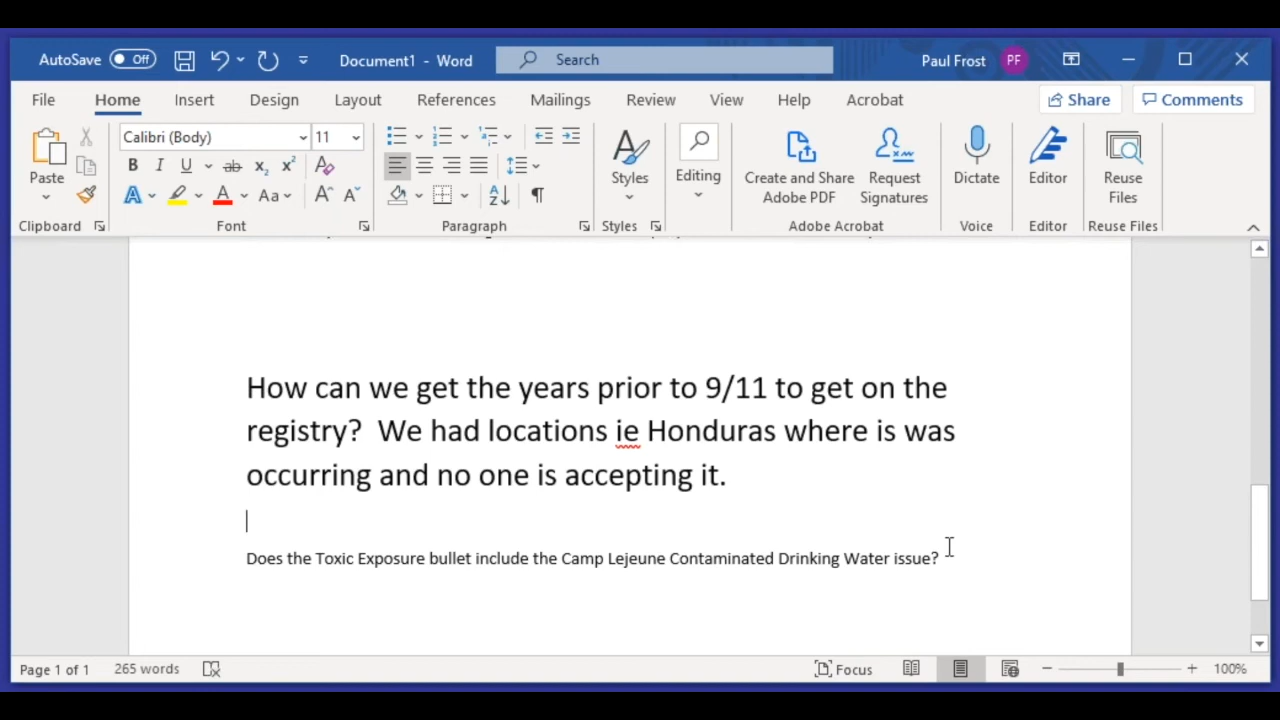 AutoSave Off Document1 - Word Search Paul Frost PF
File Home Insert Design Layout References Mailings Review View Help Acrobat Share Comments
Calibri (Body) 11
Paste Styles Editing Create and Share Adobe PDF Request Signatures Dictate Editor Reuse Files
Clipboard Font Paragraph Styles Adobe Acrobat Voice Editor Reuse Files
How can we get the years prior to 9/11 to get on the
registry? We had locations ie Honduras where is was
occurring and no one is accepting it.
Does the Toxic Exposure bullet include the Camp Lejeune Contaminated Drinking Water issue?
Page 1 of 1 265 words Focus 100%